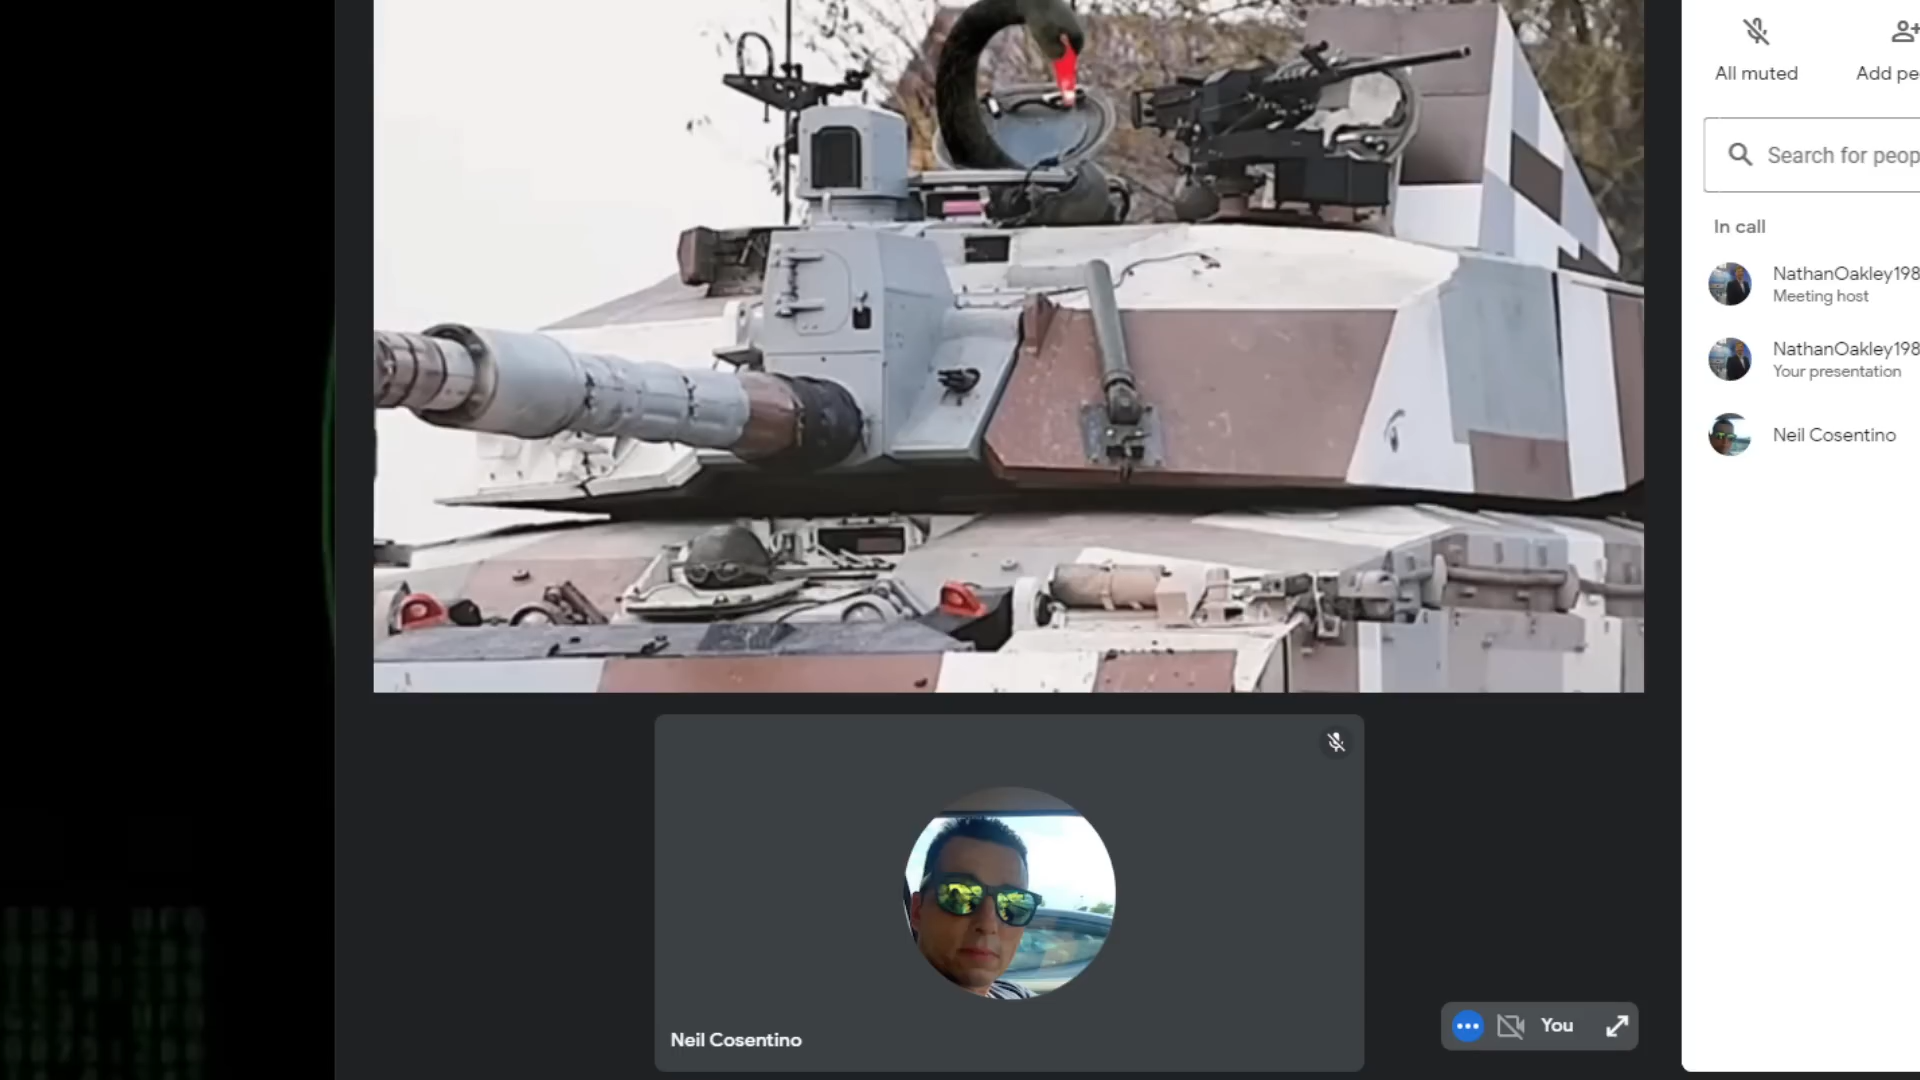 All muted
Add pe
Search for peop
In call
NathanOakley198
Meeting host
NathanOakley198
Your presentation
Neil Cosentino
Neil Cosentino
You